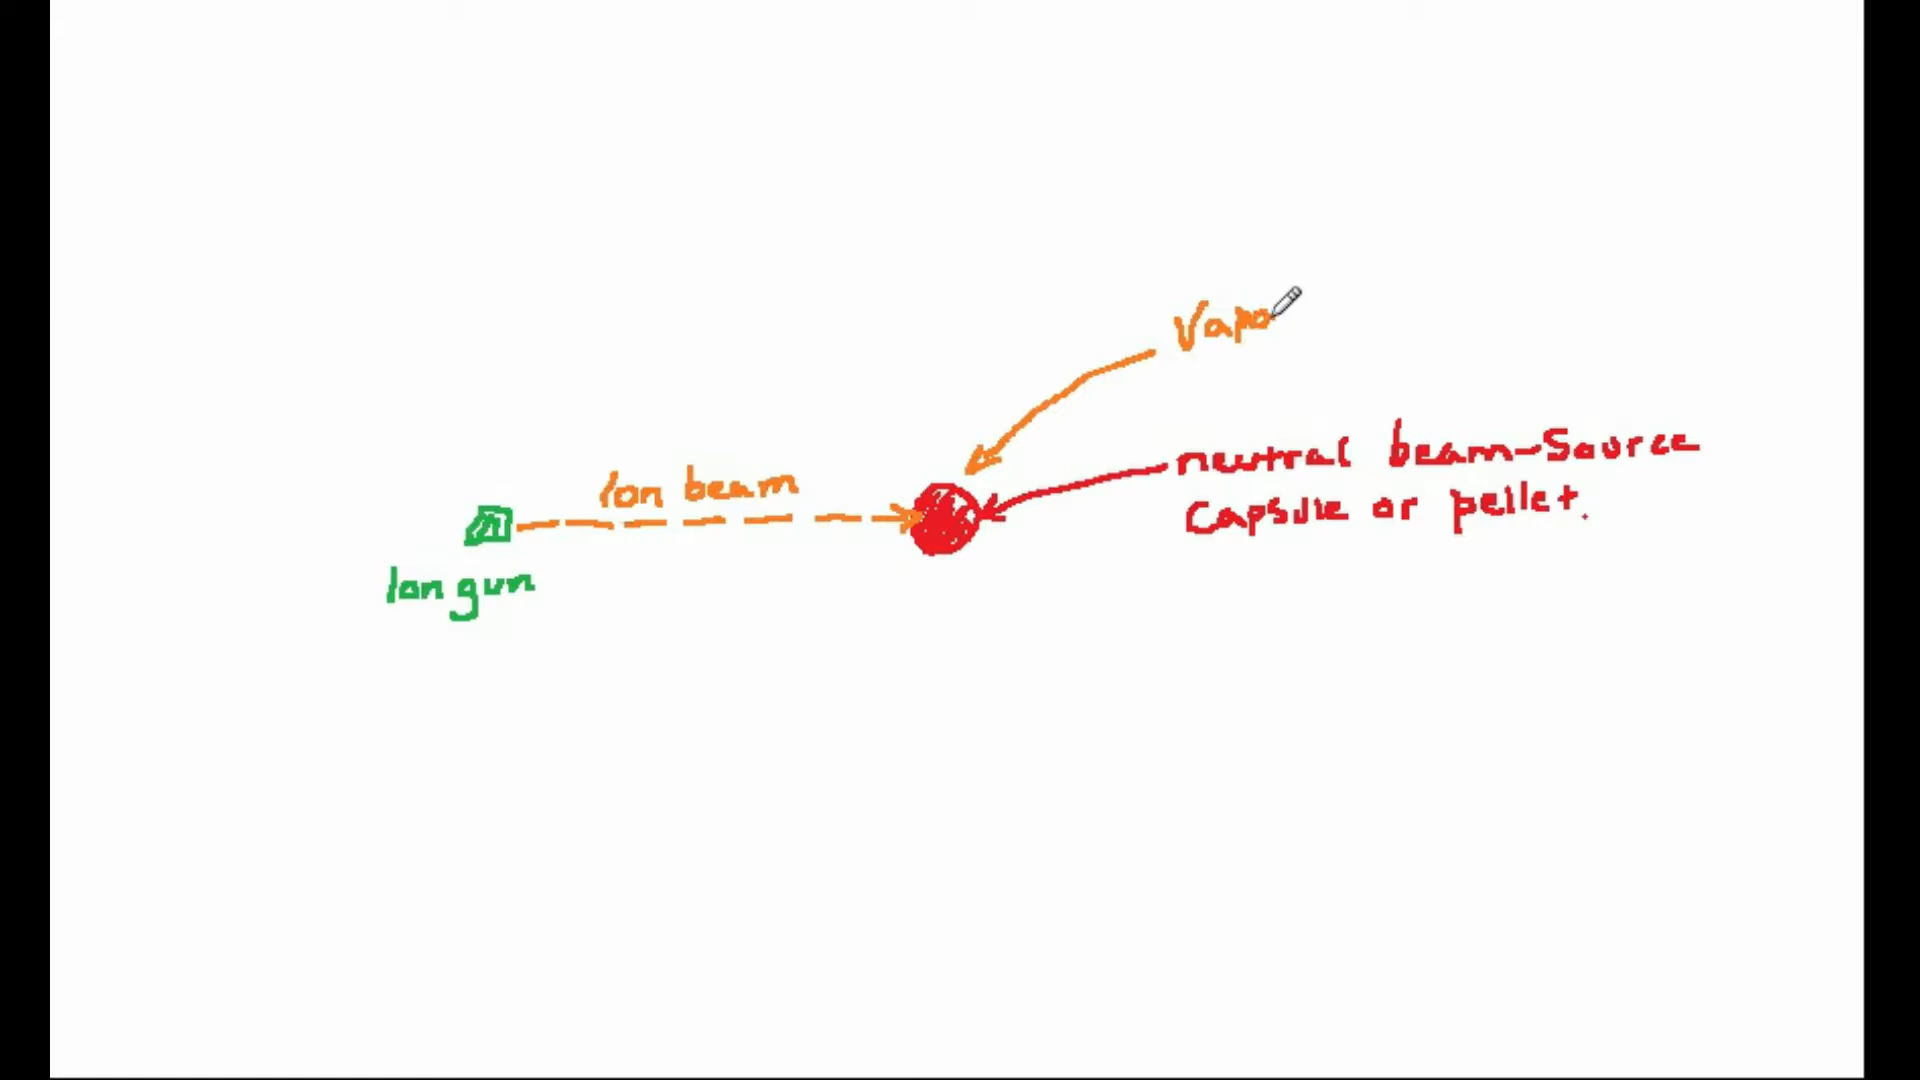 Vapo
neutral beam-Source
Capsule or pellet.
Ion beam
Ion gun